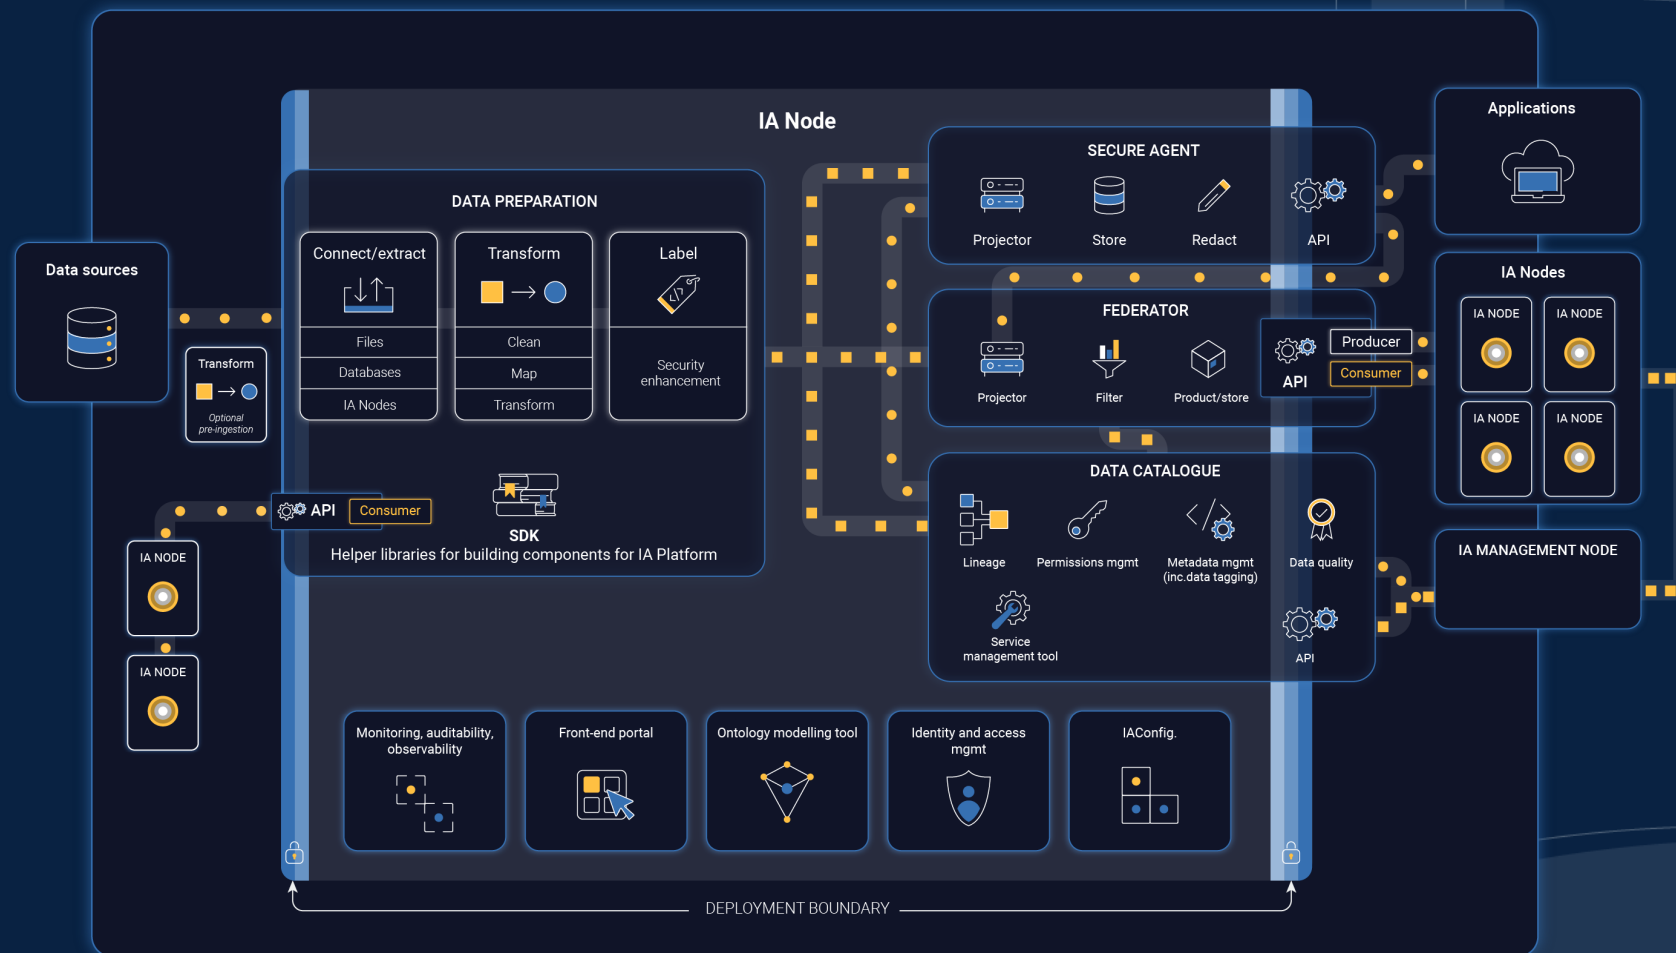 IA Node
Data sources
Transform
Optional
pre-ingestion
DATA PREPARATION
Connect/extract
Files
Databases
IA Nodes
Transform
Clean
Map
Transform
Label
Security
enhancement
API
Consumer
SDK
Helper libraries for building components for IA Platform
IA NODE
IA NODE
SECURE AGENT
Projector
Store
Redact
API
FEDERATOR
Projector
Filter
Product/store
API
Producer
Consumer
DATA CATALOGUE
Lineage
Permissions mgmt
Metadata mgmt
(inc.data tagging)
Data quality
Service
management tool
API
Applications
IA Nodes
IA NODE
IA NODE
IA NODE
IA NODE
IA MANAGEMENT NODE
Monitoring, auditability,
observability
Front-end portal
Ontology modelling tool
Identity and access
mgmt
IAConfig.
DEPLOYMENT BOUNDARY